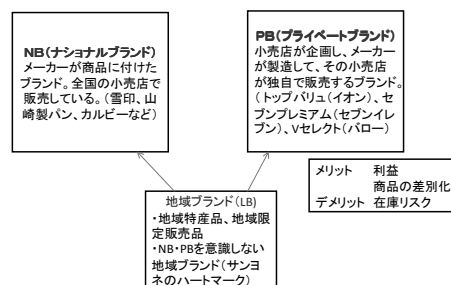 NB(ナショナルブランド)
メーカーが商品に付けた
ブランド。全国の小売店で
販売している。(雪印、山
崎製パン、カルビーなど)
PB(プライベートブランド)
小売店が企画し、メーカー
が製造して、その小売店
が独自で販売するブランド。
(トップバリュ(イオン)、セ
ブンプレミアム(セブンイレ
ブン)、Vセレクト(バロー)
メリット 利益
商品の差別化
デメリット 在庫リスク
地域ブランド(LB)
・地域特産品、地域限
定販売品
・NB・PBを意識しない
地域ブランド(サンヨ
ネのハートマーク)